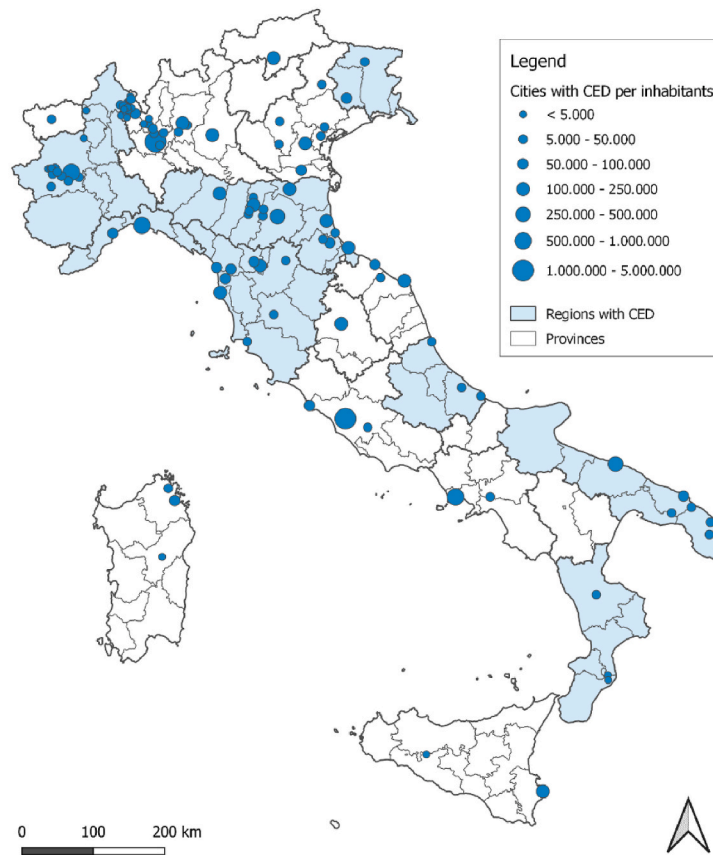 Legend
Cities with CED per inhabitants
< 5.000
5.000 - 50.000
50.000 - 100.000
100.000 - 250.000
250.000 - 500.000
500.000 - 1.000.000
1.000.000 - 5.000.000
Regions with CED
Provinces
0 100 200 km